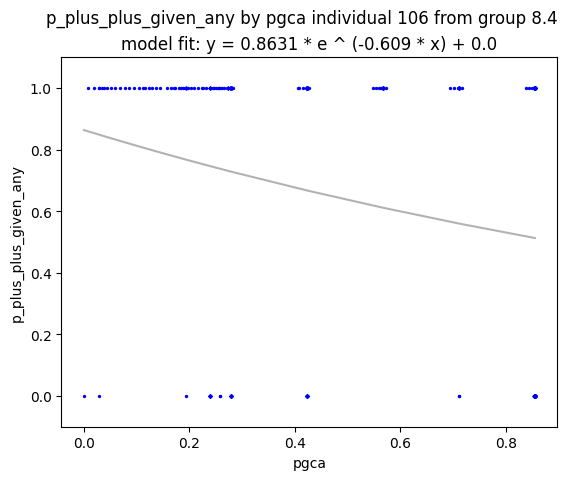 p_plus_plus_given_any by pgca individual 106 from group 8.4
model fit: y = 0.8631 * e ^ (-0.609 * x) + 0.0
1.0
0.8
0.6
0.4
0.2
0.0
p_plus_plus_given_any
0.0 0.2 0.4 0.6 0.8
pgca